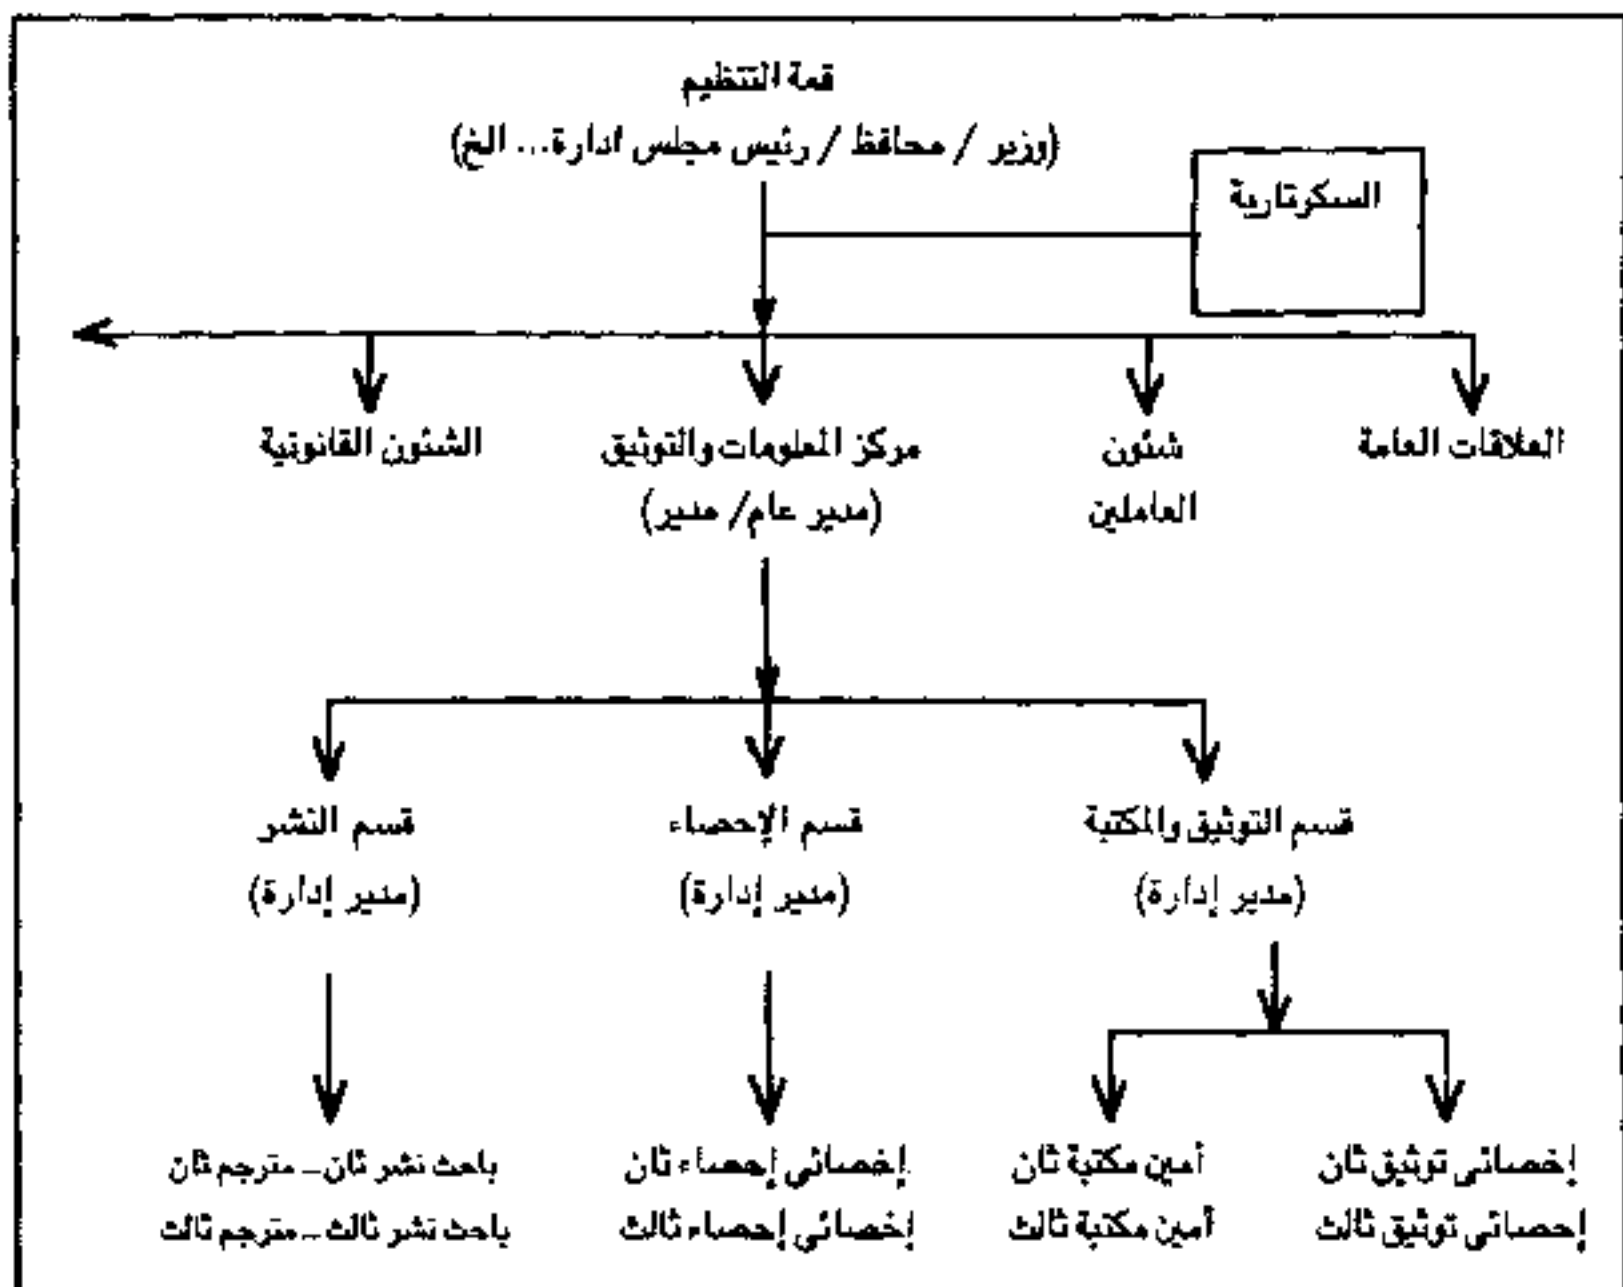 قمة التنظيم
(وزير / محافظ / رئيس مجلس ادارة... الخ)
السكرتارية
العلاقات العامة
شئون
العاملين
مركز المعلومات والتوثيق
(مدير عام/ مدير)
الشئون القانونية
قسم التوثيق والمكتبة
(مدير إدارة)
قسم الإحصاء
(مدير إدارة)
قسم النشر
(مدير إدارة)
إخصائى توثيق ثان
إحصائى توثيق ثالث
أمين مكتبة ثان
أمين مكتبة ثالث
إخصائى إحصاء ثان
إخصائى إحصاء ثالث
باحث نشر ثان - مترجم ثان
باحث نشر ثالث - مترجم ثالث